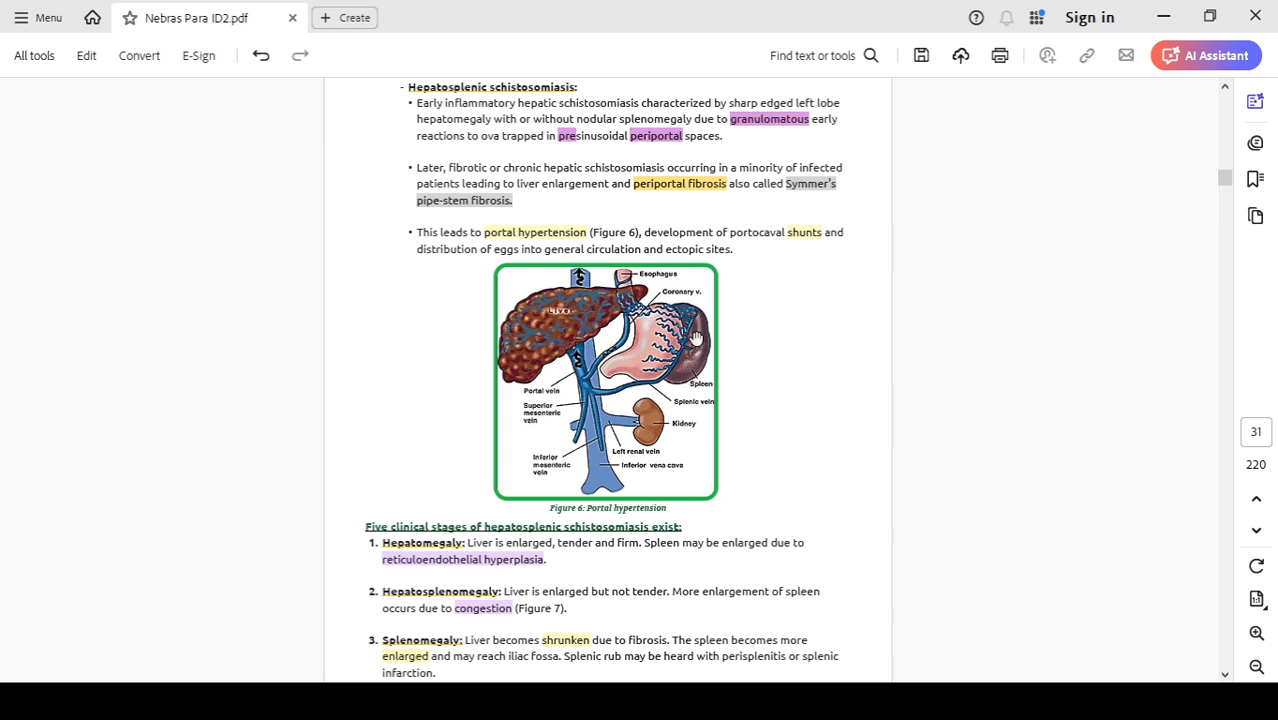 Menu
Nebras Para ID2.pdf
Create
Sign in
All tools
Edit
Convert
E-Sign
Find text or tools
AI Assistant
- Hepatosplenic schistosomiasis:
• Early inflammatory hepatic schistosomiasis characterized by sharp edged left lobe
hepatomegaly with or without nodular splenomegaly due to granulomatous early
reactions to ova trapped in presinusoidal periportal spaces.
• Later, fibrotic or chronic hepatic schistosomiasis occurring in a minority of infected
patients leading to liver enlargement and periportal fibrosis also called Symmer's
pipe-stem fibrosis.
• This leads to portal hypertension (Figure 6), development of portocaval shunts and
distribution of eggs into general circulation and ectopic sites.
Esophagus
Coronary v.
Liver
Spleen
Portal vein
Splenic vein
Superior
mesenteric
vein
Kidney
Left renal vein
Inferior
mesenteric
vein
Inferior vena cava
Figure 6: Portal hypertension
Five clinical stages of hepatosplenic schistosomiasis exist:
1. Hepatomegaly: Liver is enlarged, tender and firm. Spleen may be enlarged due to
reticuloendothelial hyperplasia.
2. Hepatosplenomegaly: Liver is enlarged but not tender. More enlargement of spleen
occurs due to congestion (Figure 7).
3. Splenomegaly: Liver becomes shrunken due to fibrosis. The spleen becomes more
enlarged and may reach iliac fossa. Splenic rub may be heard with perisplenitis or splenic
infarction.
31
220